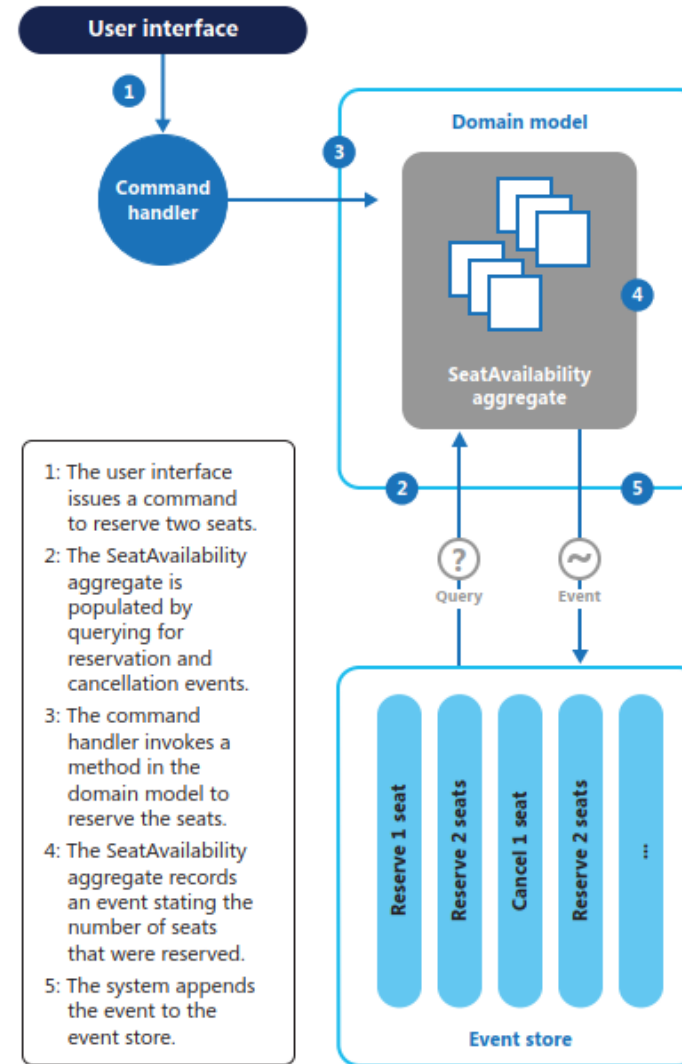 User interface
1
Command
handler
Domain model
3
4
SeatAvailability
aggregate
2
5
?
Query
~
Event
1: The user interface
issues a command
to reserve two seats.
2: The SeatAvailability
aggregate is
populated by
querying for
reservation and
cancellation events.
3: The command
handler invokes a
method in the
domain model to
reserve the seats.
4: The SeatAvailability
aggregate records
an event stating the
number of seats
that were reserved.
5: The system appends
the event to the
event store.
Reserve 1 seat
Reserve 2 seats
Cancel 1 seat
Reserve 2 seats
...
Event store